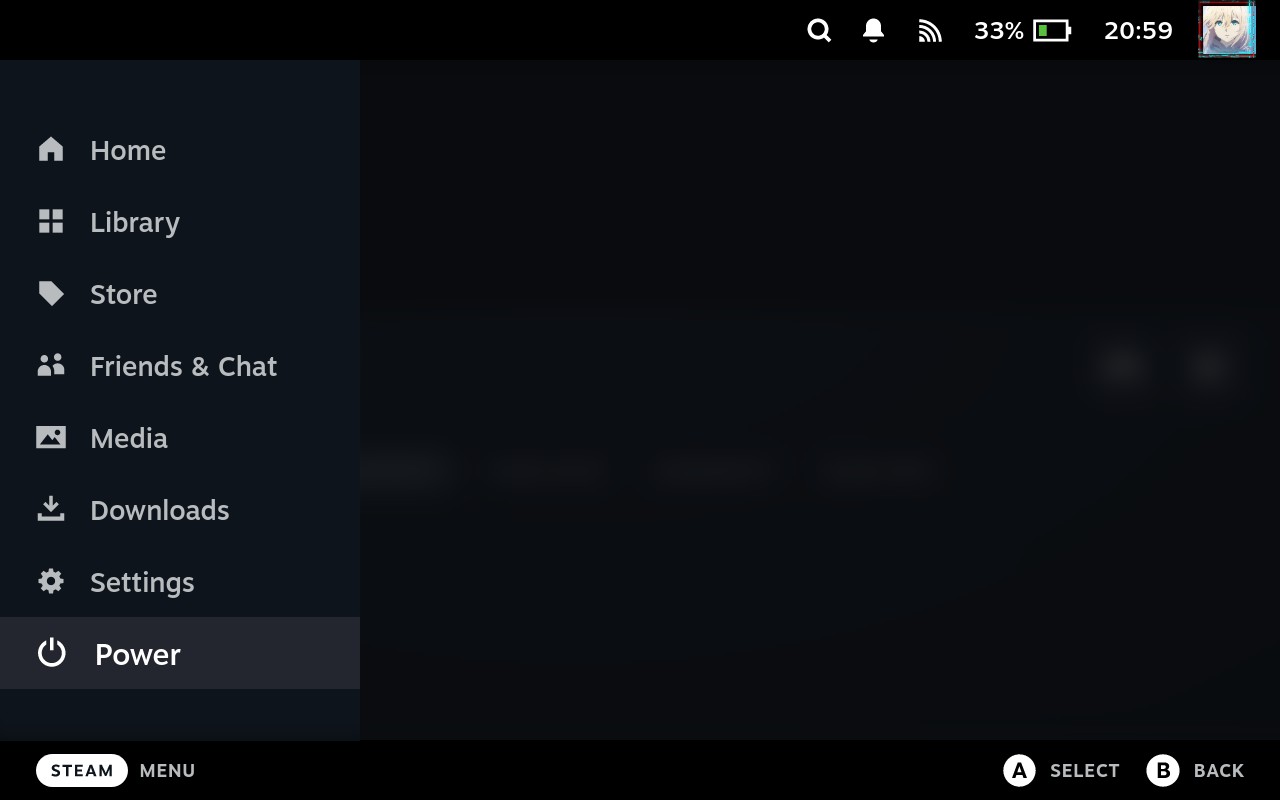 33%
20:59
Home
Library
Store
Friends & Chat
Media
Downloads
Settings
Power
STEAM MENU
A SELECT B BACK